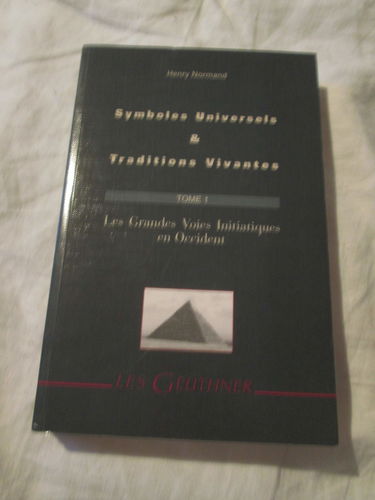 Henry Normand
Symboles Universels
&
Traditions Vivantes
TOME 1
Les Grandes Voies Initiatiques
en Occident
LES GEUTHNER